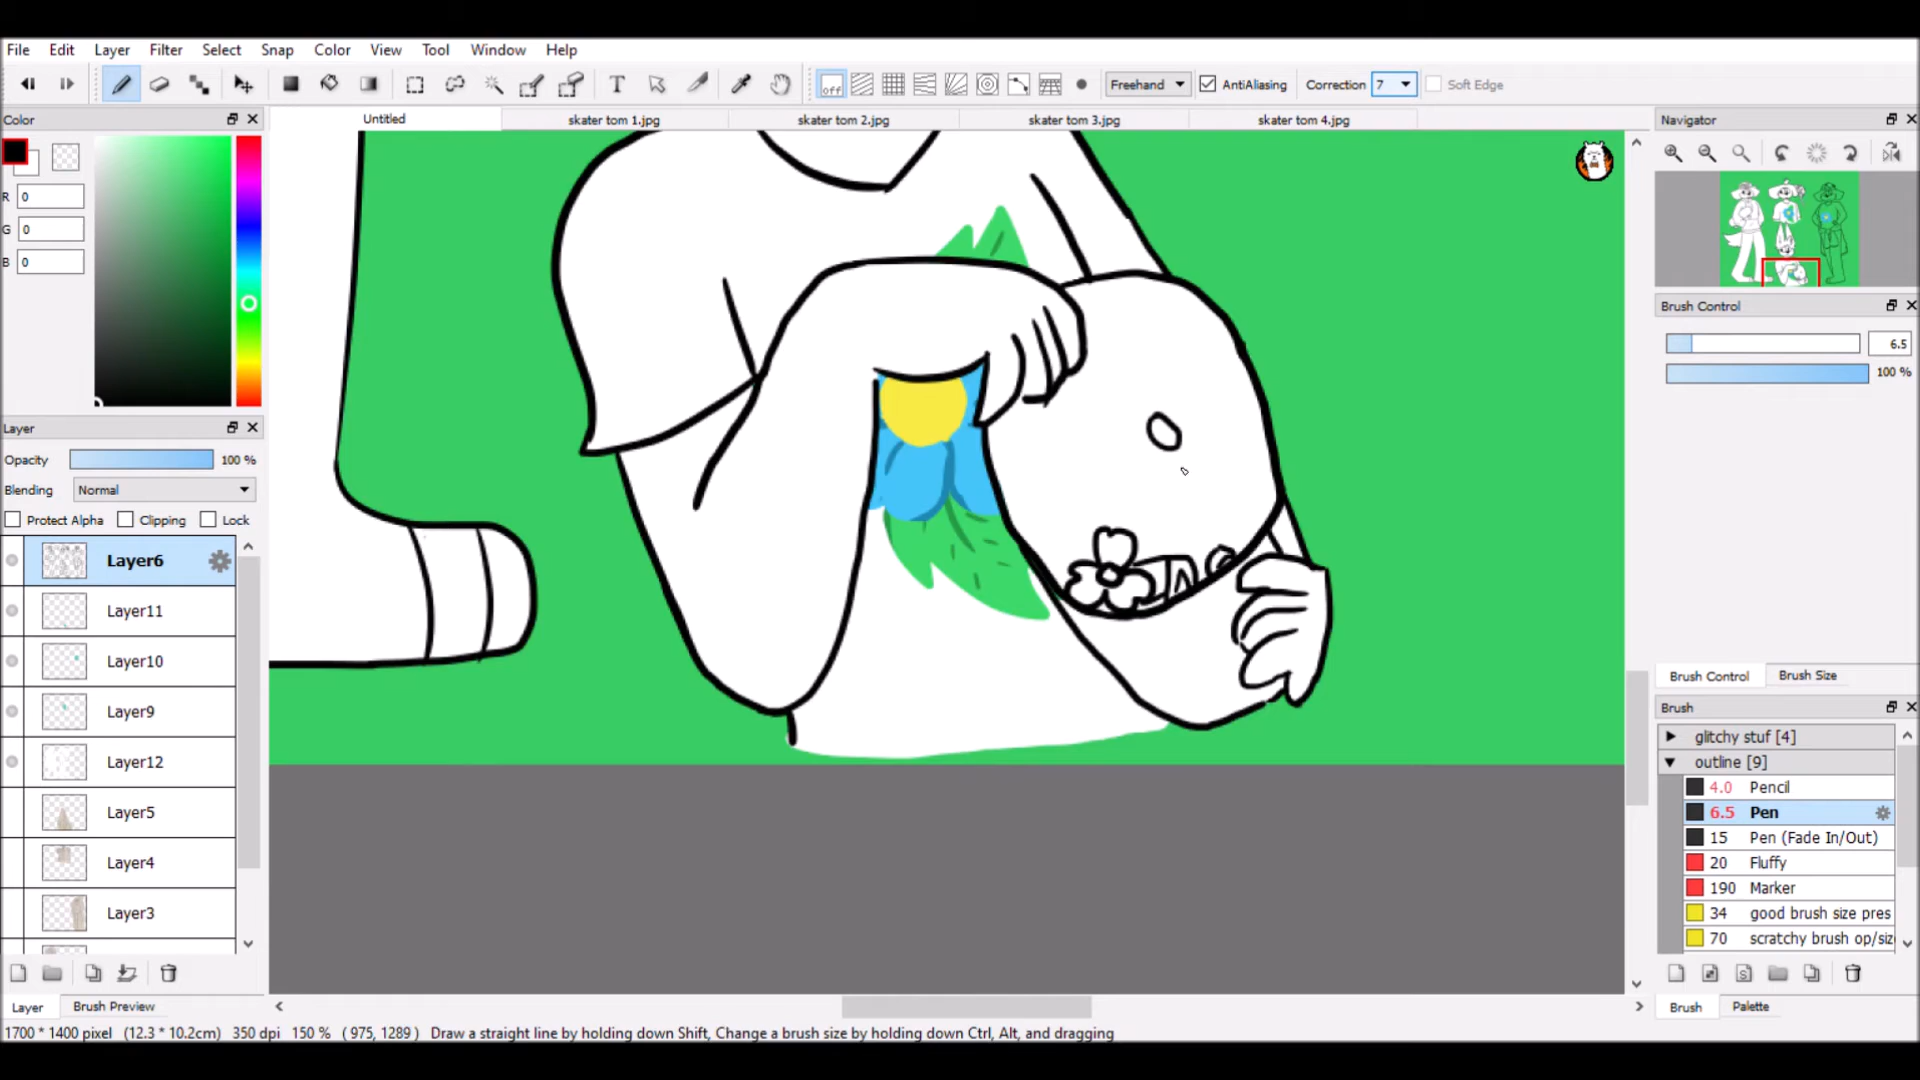 File Edit Layer Filter Select Snap Color View Tool Window Help
T off Freehand AntiAliasing Correction 7 Soft Edge
Color
R 0
G 0
B 0
Untitled skater tom 1.jpg skater tom 2.jpg skater tom 3.jpg skater tom 4.jpg
Layer
Opacity 100 %
Blending Normal
Protect Alpha Clipping Lock
Layer6
Layer11
Layer10
Layer9
Layer12
Layer5
Layer4
Layer3
Layer Brush Preview
Navigator
Brush Control
6.5
100 %
Brush Control Brush Size
Brush
glitchy stuf [4]
outline [9]
4.0 Pencil
6.5 Pen
15 Pen (Fade In/Out)
20 Fluffy
190 Marker
34 good brush size pres
70 scratchy brush op/siz
Brush Palette
1700 * 1400 pixel (12.3 * 10.2cm) 350 dpi 150 % ( 975, 1289 ) Draw a straight line by holding down Shift, Change a brush size by holding down Ctrl, Alt, and dragging